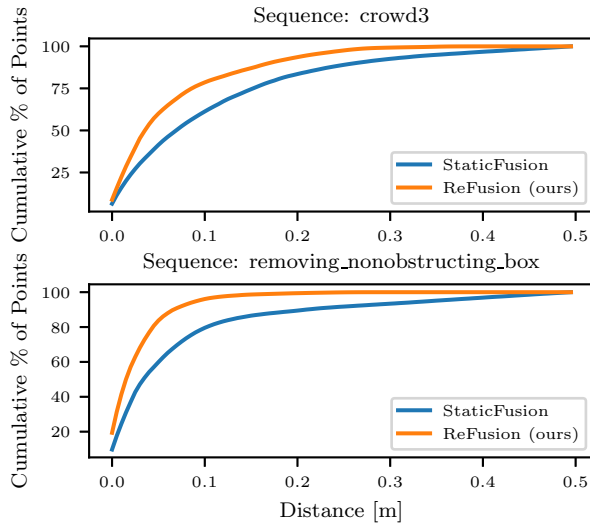 Sequence: crowd3
Cumulative % of Points
100
75
50
25
StaticFusion
ReFusion (ours)
0.0 0.1 0.2 0.3 0.4 0.5
Sequence: removing_nonobstructing_box
Cumulative % of Points
100
80
60
40
20
StaticFusion
ReFusion (ours)
0.0 0.1 0.2 0.3 0.4 0.5
Distance [m]